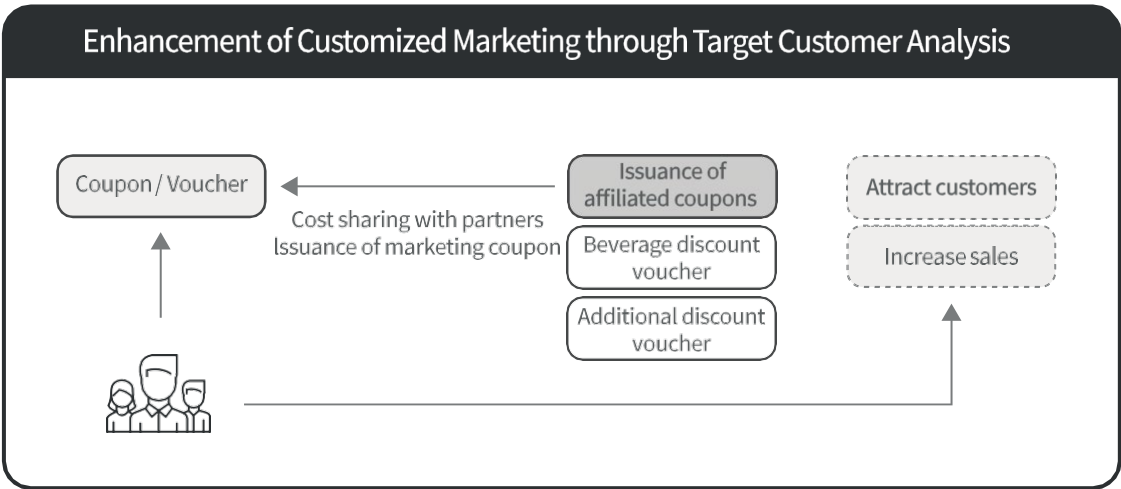 Enhancement of Customized Marketing through Target Customer Analysis
Coupon / Voucher
Cost sharing with partners
Issuance of marketing coupon
Issuance of
affiliated coupons
Beverage discount
voucher
Additional discount
voucher
Attract customers
Increase sales